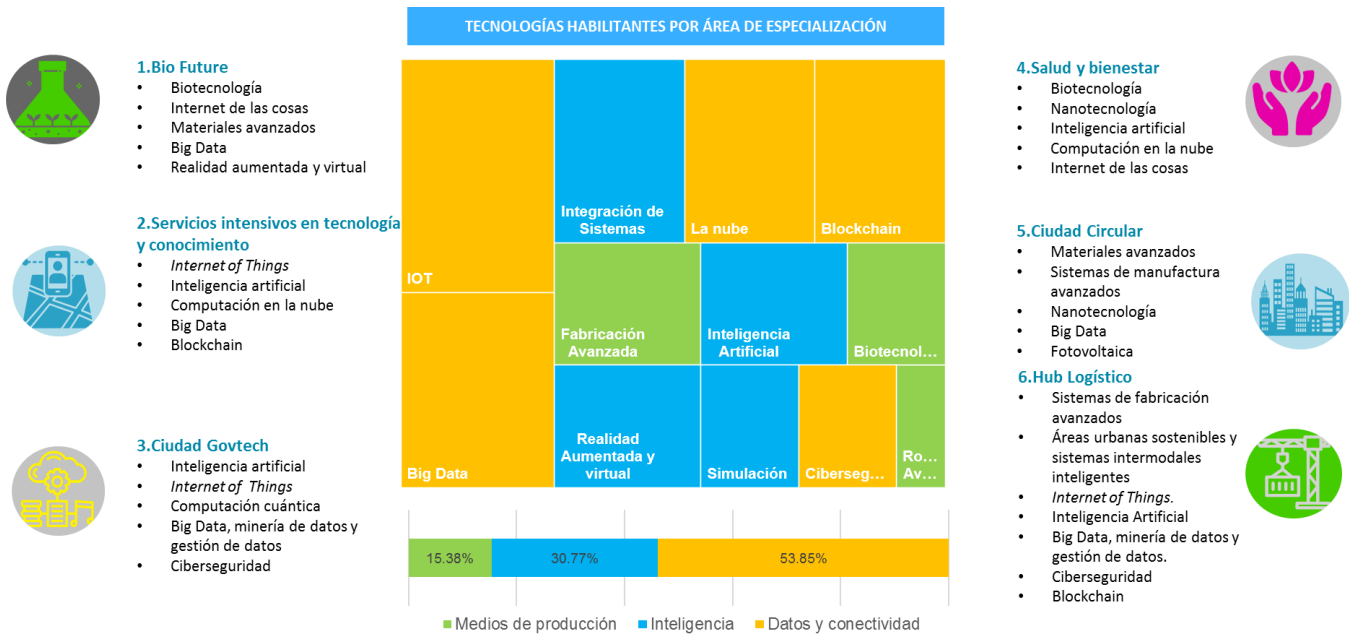 TECNOLOGÍAS HABILITANTES POR ÁREA DE ESPECIALIZACIÓN
1.Bio Future
• Biotecnología
• Internet de las cosas
• Materiales avanzados
• Big Data
• Realidad aumentada y virtual
2.Servicios intensivos en tecnología
y conocimiento
• Internet of Things
• Inteligencia artificial
• Computación en la nube
• Big Data
• Blockchain
3.Ciudad Govtech
• Inteligencia artificial
• Internet of Things
• Computación cuántica
• Big Data, minería de datos y
gestión de datos
• Ciberseguridad
IOT
Big Data
Integración de
Sistemas
La nube
Blockchain
Fabricación
Avanzada
Inteligencia
Artificial
Biotecnol...
Realidad
Aumentada y
virtual
Simulación
Ciberseg...
Ro...
Av...
15.38%
30.77%
53.85%
Medios de producción
Inteligencia
Datos y conectividad
4.Salud y bienestar
• Biotecnología
• Nanotecnología
• Inteligencia artificial
• Computación en la nube
• Internet de las cosas
5.Ciudad Circular
• Materiales avanzados
• Sistemas de manufactura
avanzados
• Nanotecnología
• Big Data
• Fotovoltaica
6.Hub Logístico
• Sistemas de fabricación
avanzados
• Áreas urbanas sostenibles y
sistemas intermodales
inteligentes
• Internet of Things.
• Inteligencia Artificial
• Big Data, minería de datos y
gestión de datos.
• Ciberseguridad
• Blockchain